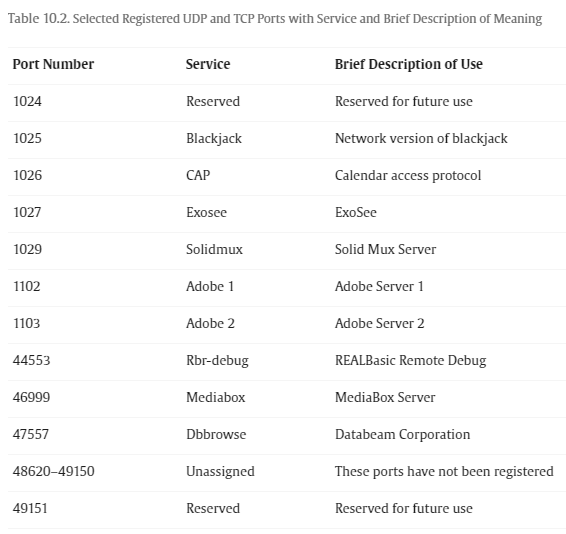 Table 10.2. Selected Registered UDP and TCP Ports with Service and Brief Description of Meaning
Port Number Service Brief Description of Use
1024 Reserved Reserved for future use
1025 Blackjack Network version of blackjack
1026 CAP Calendar access protocol
1027 Exosee ExoSee
1029 Solidmux Solid Mux Server
1102 Adobe 1 Adobe Server 1
1103 Adobe 2 Adobe Server 2
44553 Rbr-debug REALBasic Remote Debug
46999 Mediabox MediaBox Server
47557 Dbbrowse Databeam Corporation
48620–49150 Unassigned These ports have not been registered
49151 Reserved Reserved for future use